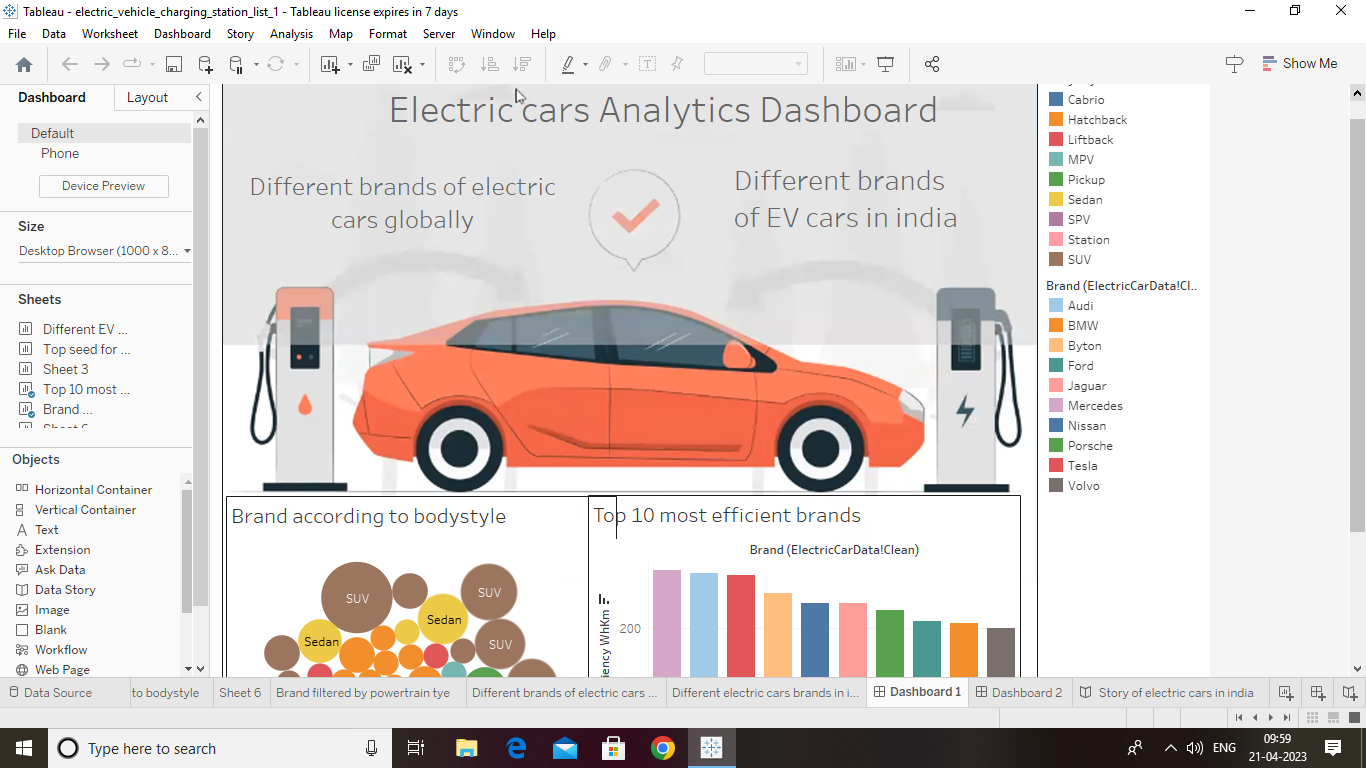 Tableau - electric_vehicle_charging_station_list_1 - Tableau license expires in 7 days
File Data Worksheet Dashboard Story Analysis Map Format Server Window Help
Show Me
Dashboard Layout
Default
Phone
Device Preview
Size
Desktop Browser (1000 x 8...
Sheets
Different EV ...
Top seed for ...
Sheet 3
Top 10 most ...
Brand ...
Objects
Horizontal Container
Vertical Container
Text
Extension
Ask Data
Data Story
Image
Blank
Workflow
Web Page
Electric cars Analytics Dashboard
Different brands of electric
cars globally
Different brands
of EV cars in india
Brand according to bodystyle
SUV
SUV
Sedan
Sedan
SUV
Top 10 most efficient brands
Brand (ElectricCarData!Clean)
iency WhKm
200
Cabrio
Hatchback
Liftback
MPV
Pickup
Sedan
SPV
Station
SUV
Brand (ElectricCarData!Cl..
Audi
BMW
Byton
Ford
Jaguar
Mercedes
Nissan
Porsche
Tesla
Volvo
Data Source to bodystyle Sheet 6 Brand filtered by powertrain tye Different brands of electric cars ... Different electric cars brands in i... Dashboard 1 Dashboard 2 Story of electric cars in india
Type here to search
ENG
09:59
21-04-2023